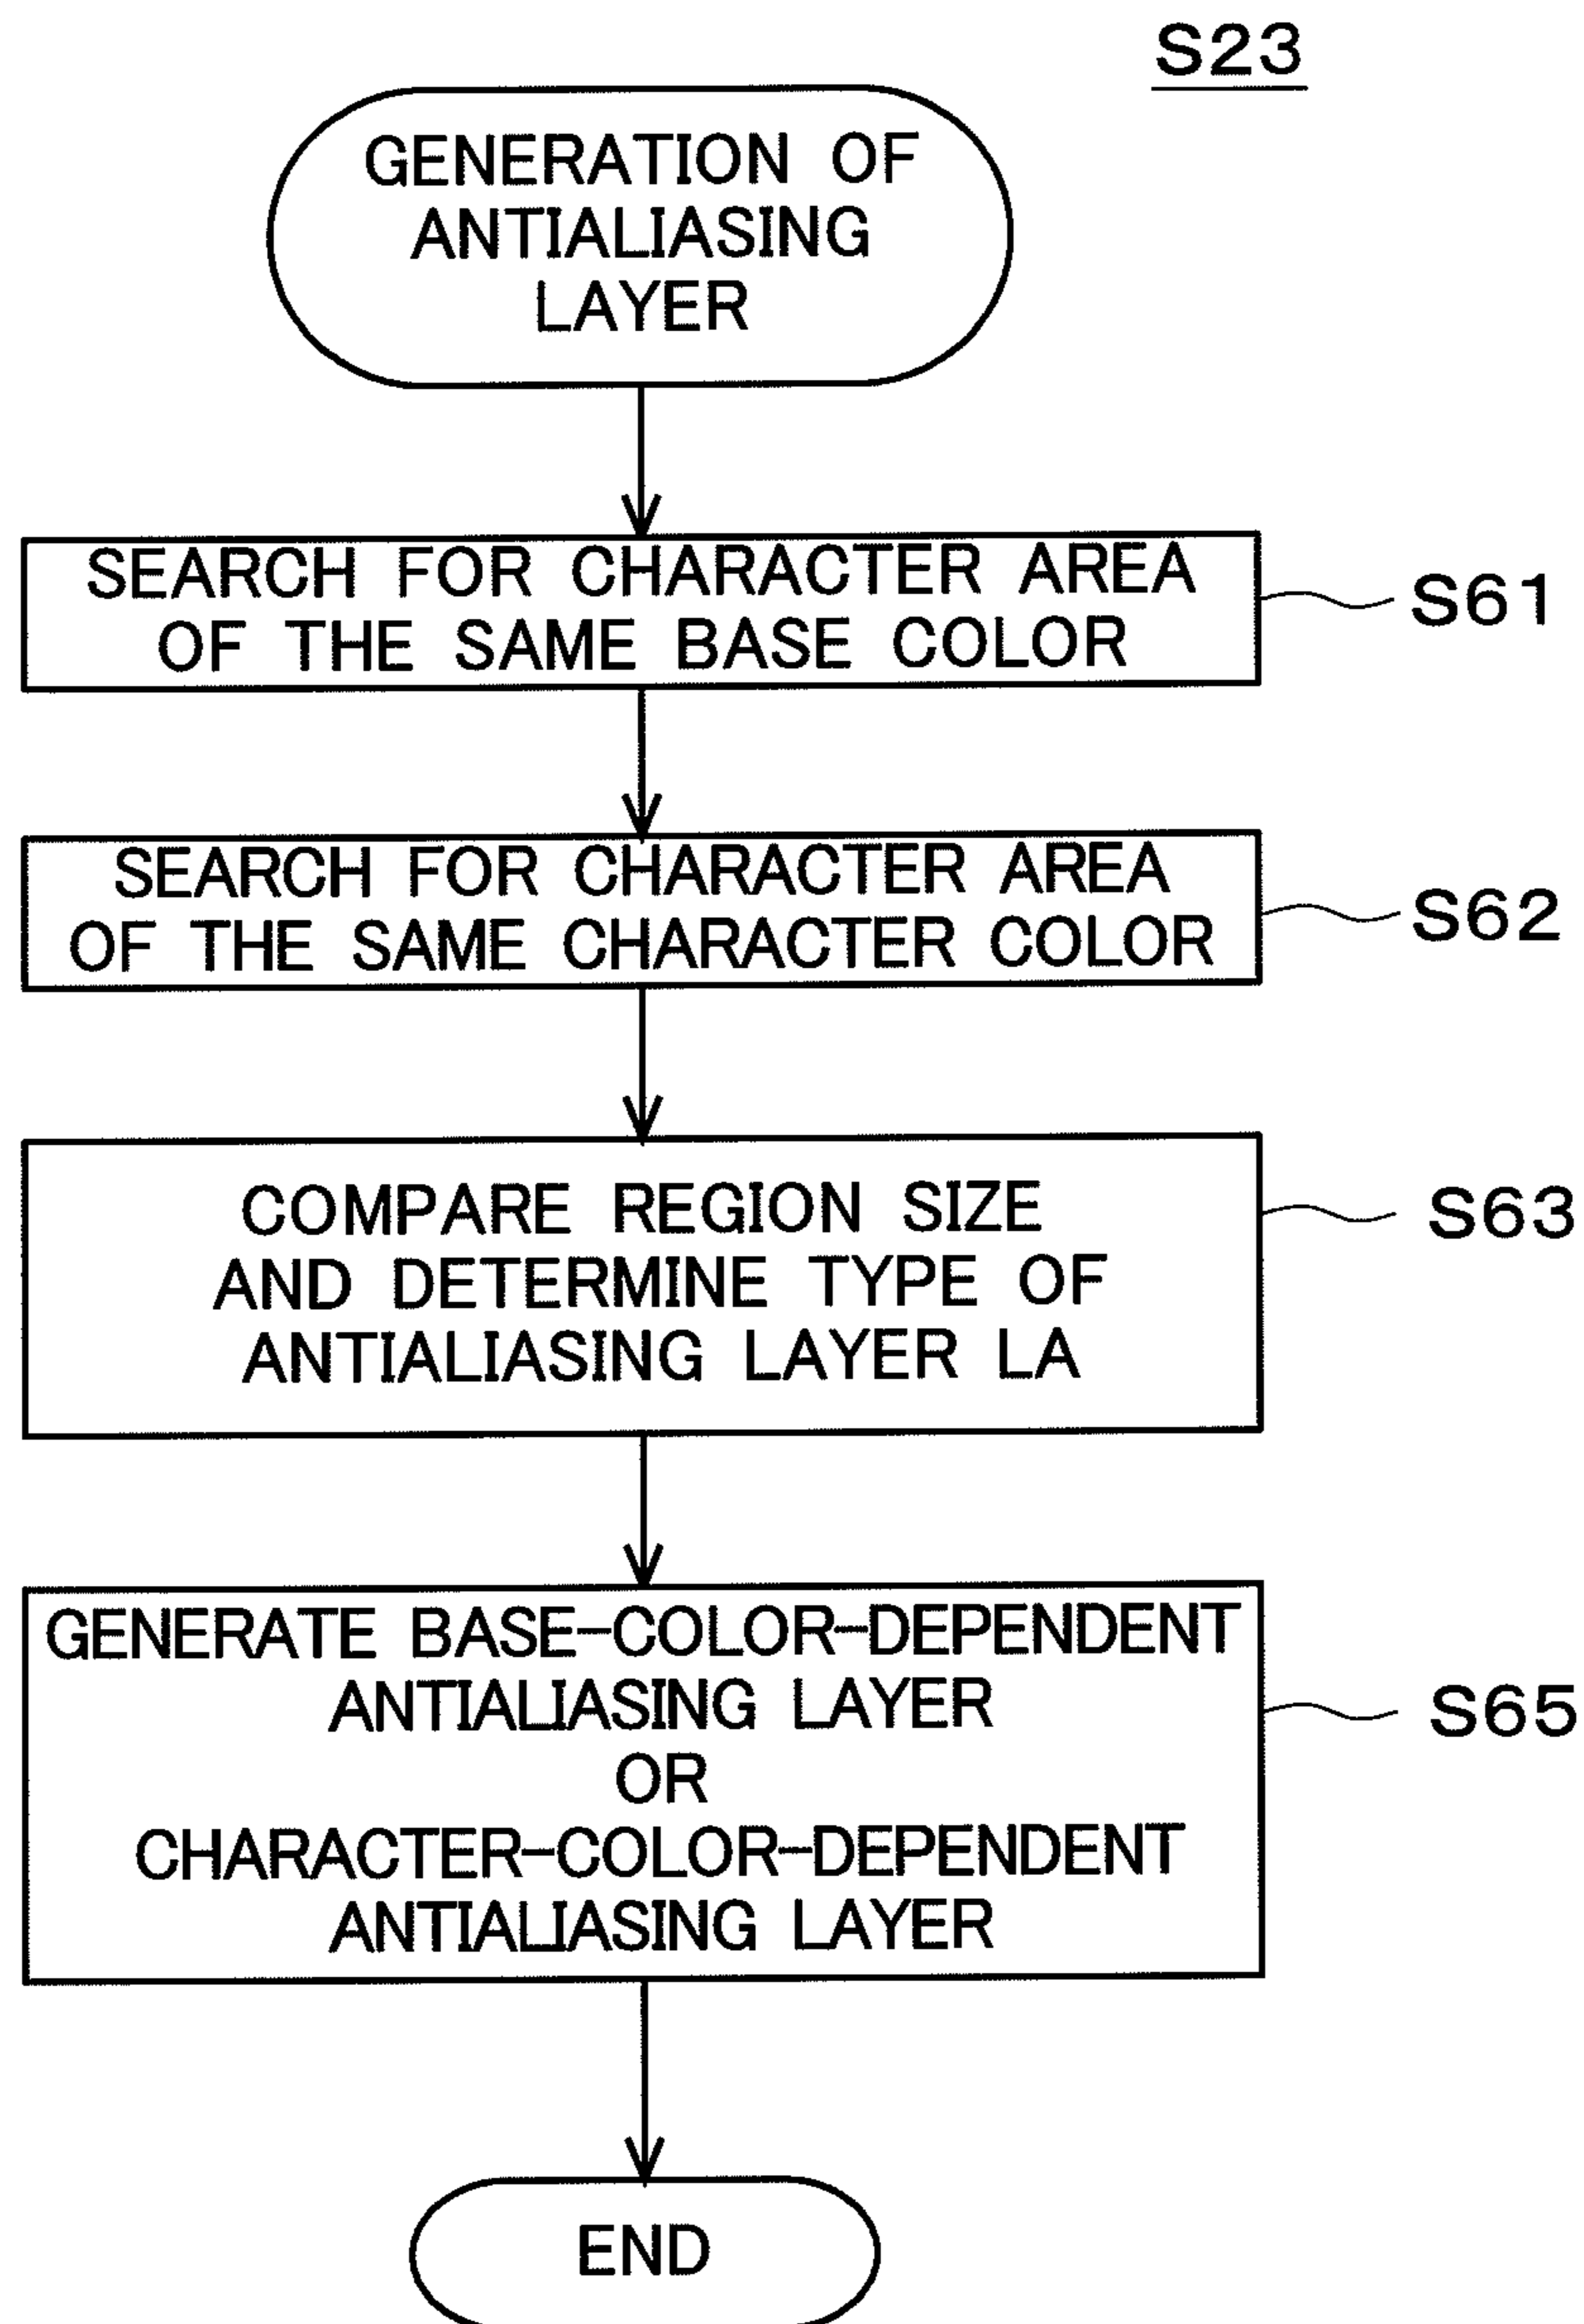 S23
GENERATION OF
ANTIALIASING
LAYER
SEARCH FOR CHARACTER AREA
OF THE SAME BASE COLOR
S61
SEARCH FOR CHARACTER AREA
OF THE SAME CHARACTER COLOR
S62
COMPARE REGION SIZE
AND DETERMINE TYPE OF
ANTIALIASING LAYER LA
S63
GENERATE BASE-COLOR-DEPENDENT
ANTIALIASING LAYER
OR
CHARACTER-COLOR-DEPENDENT
ANTIALIASING LAYER
S65
END